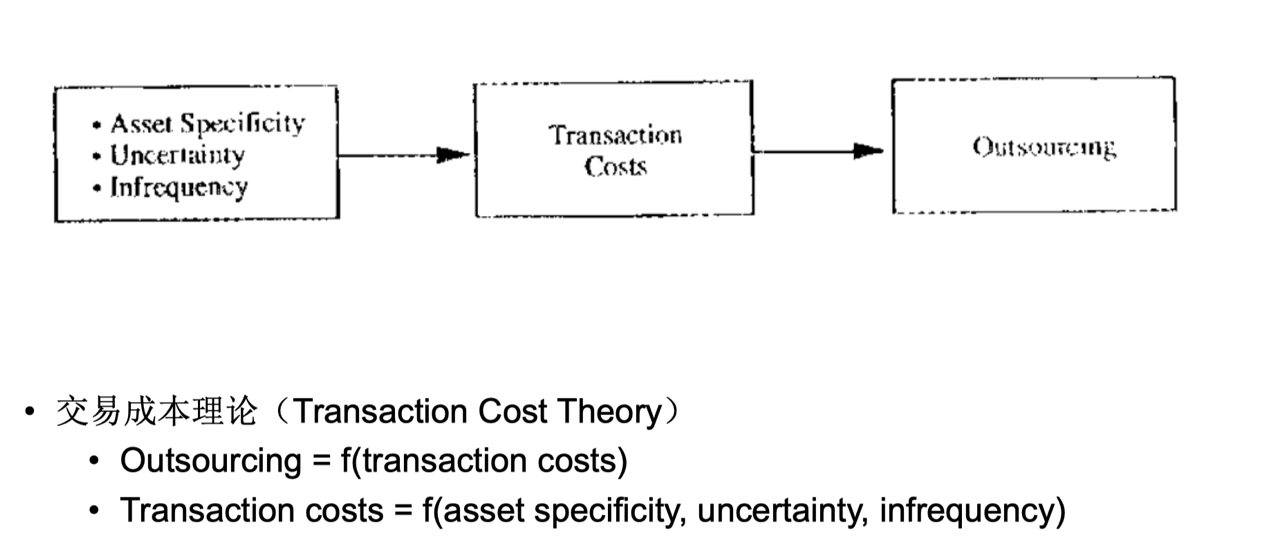 • Asset Specificity
• Uncertainty
• Infrequency
Transaction
Costs
Outsourcing
• 交易成本理论（Transaction Cost Theory）
• Outsourcing = f(transaction costs)
• Transaction costs = f(asset specificity, uncertainty, infrequency)